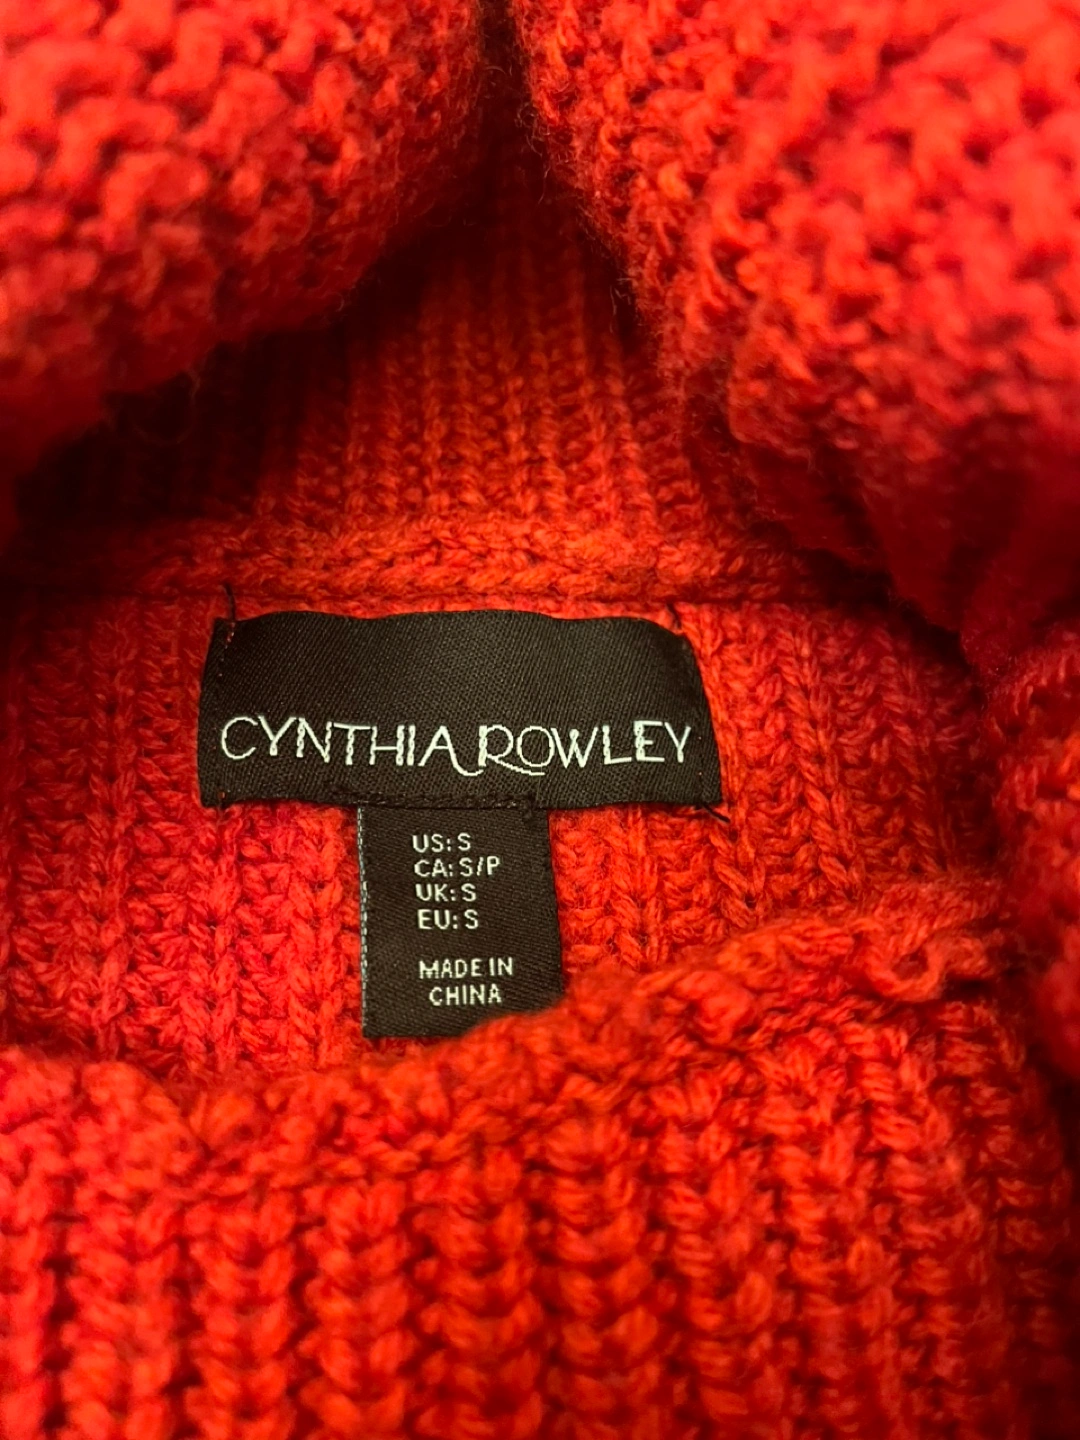 CYNTHIA ROWLEY
US: S
CA: S/P
UK: S
EU: S
MADE IN
CHINA